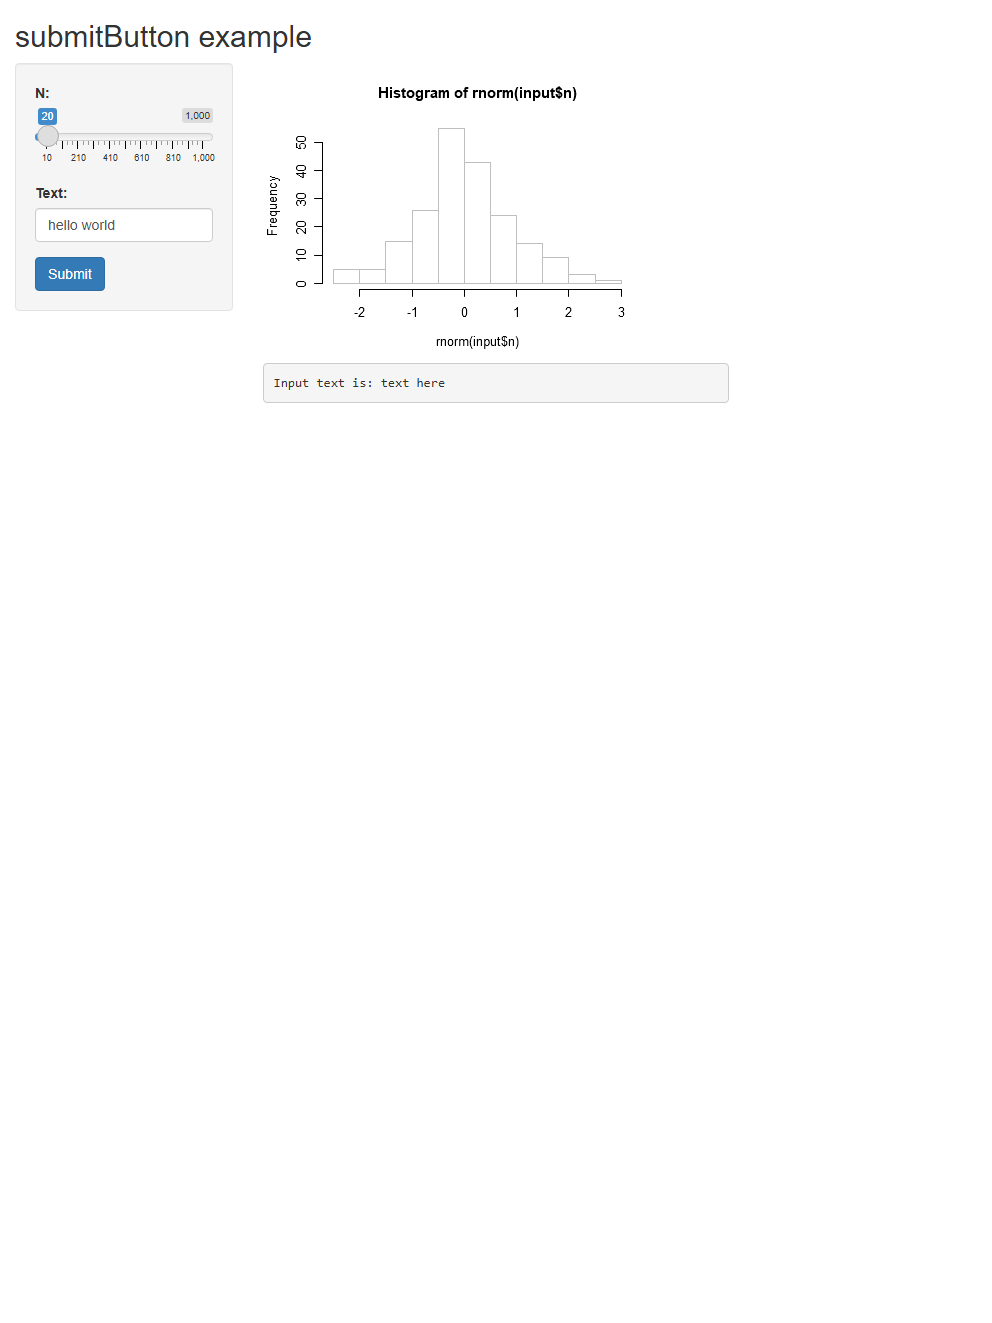 submitButton example
N:
20 1,000
10 210 410 610 810 1,000
Text:
hello world
Submit
Histogram of rnorm(input$n)
Frequency
50
40
30
20
10
0
-2 -1 0 1 2 3
rnorm(input$n)
Input text is: text here